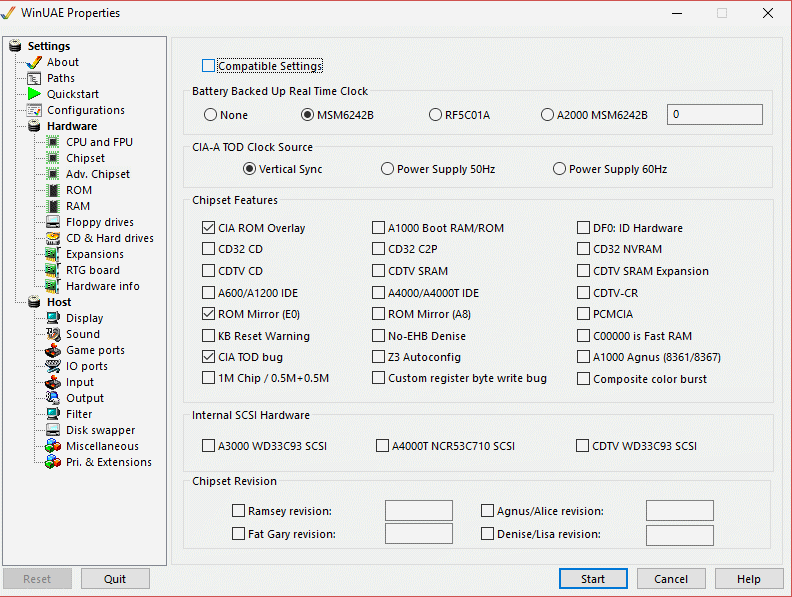 WinUAE Properties
Settings
About
Paths
Quickstart
Configurations
Hardware
CPU and FPU
Chipset
Adv. Chipset
ROM
RAM
Floppy drives
CD & Hard drives
Expansions
RTG board
Hardware info
Host
Display
Sound
Game ports
IO ports
Input
Output
Filter
Disk swapper
Miscellaneous
Pri. & Extensions
Compatible Settings
Battery Backed Up Real Time Clock
None MSM6242B RF5C01A A2000 MSM6242B 0
CIA-A TOD Clock Source
Vertical Sync Power Supply 50Hz Power Supply 60Hz
Chipset Features
CIA ROM Overlay A1000 Boot RAM/ROM DF0: ID Hardware
CD32 CD CD32 C2P CD32 NVRAM
CDTV CD CDTV SRAM CDTV SRAM Expansion
A600/A1200 IDE A4000/A4000T IDE CDTV-CR
ROM Mirror (E0) ROM Mirror (A8) PCMCIA
KB Reset Warning No-EHB Denise C00000 is Fast RAM
CIA TOD bug Z3 Autoconfig A1000 Agnus (8361/8367)
1M Chip / 0.5M+0.5M Custom register byte write bug Composite color burst
Internal SCSI Hardware
A3000 WD33C93 SCSI A4000T NCR53C710 SCSI CDTV WD33C93 SCSI
Chipset Revision
Ramsey revision: Agnus/Alice revision:
Fat Gary revision: Denise/Lisa revision:
Reset Quit Start Cancel Help